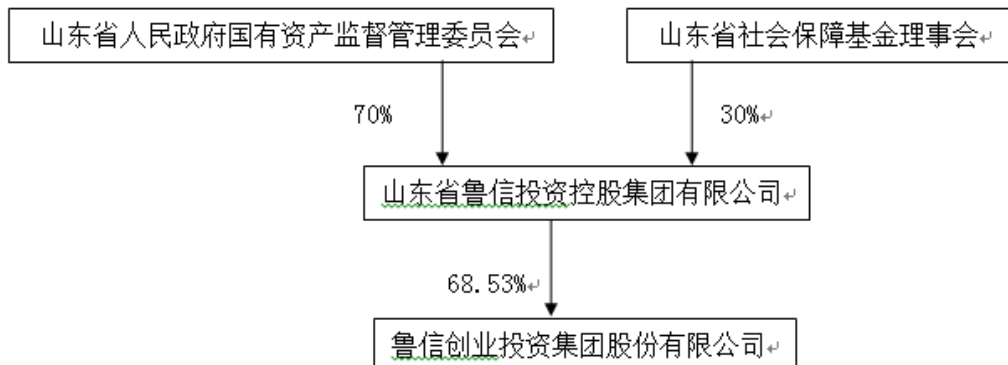 山东省人民政府国有资产监督管理委员会
山东省社会保障基金理事会
70%
30%
山东省鲁信投资控股集团有限公司
68.53%
鲁信创业投资集团股份有限公司